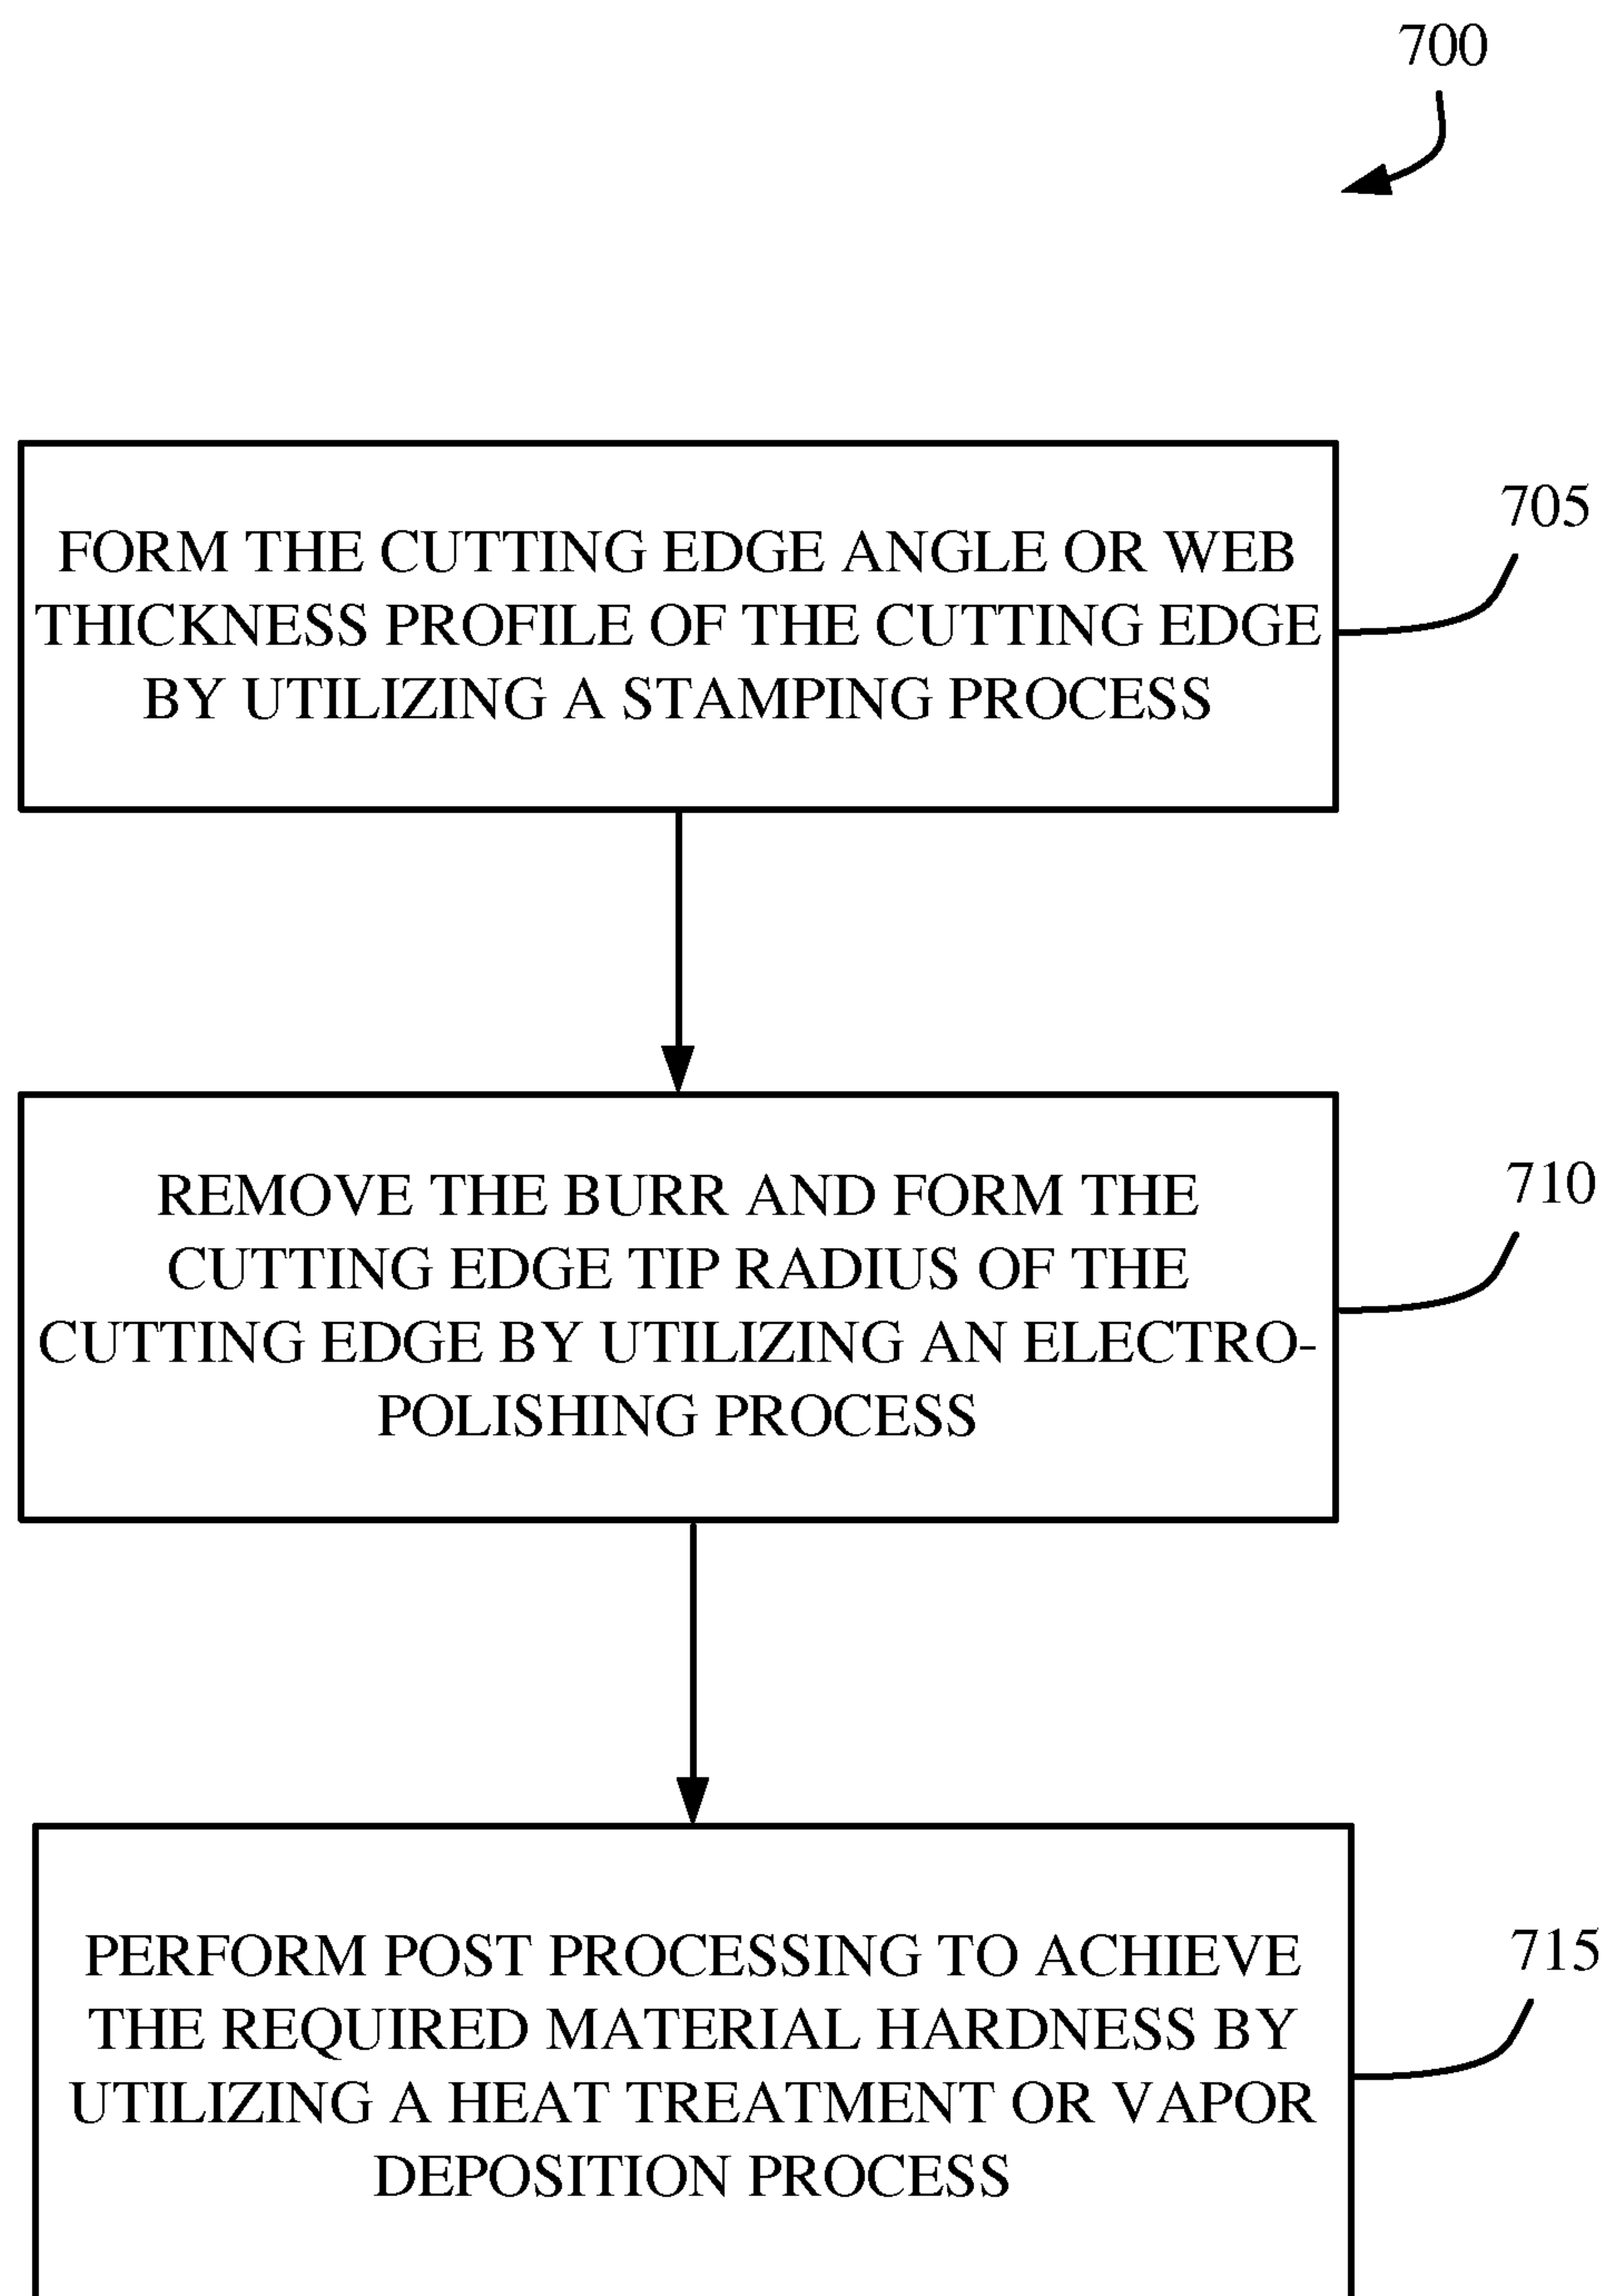 700
FORM THE CUTTING EDGE ANGLE OR WEB
THICKNESS PROFILE OF THE CUTTING EDGE
BY UTILIZING A STAMPING PROCESS
705
REMOVE THE BURR AND FORM THE
CUTTING EDGE TIP RADIUS OF THE
CUTTING EDGE BY UTILIZING AN ELECTRO-
POLISHING PROCESS
710
PERFORM POST PROCESSING TO ACHIEVE
THE REQUIRED MATERIAL HARDNESS BY
UTILIZING A HEAT TREATMENT OR VAPOR
DEPOSITION PROCESS
715